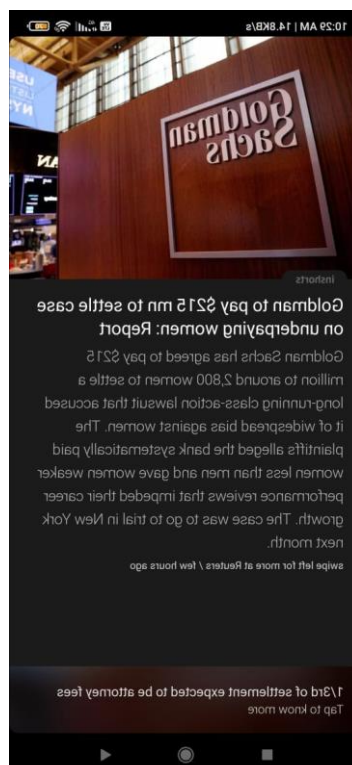 10:29 AM | 14.8KB/s
Goldman
Sachs
inshorts
Goldman to pay $215 mn to settle case
on underpaying women: Report
Goldman Sachs has agreed to pay $215
million to around 2,800 women to settle a
long-running class-action lawsuit that accused
it of widespread bias against women. The
plaintiffs alleged the bank systematically paid
women less than men and gave women weaker
performance reviews that impeded their career
growth. The case was to go to trial in New York
next month.
swipe left for more at Reuters / few hours ago
1/3rd of settlement expected to be attorney fees
Tap to know more